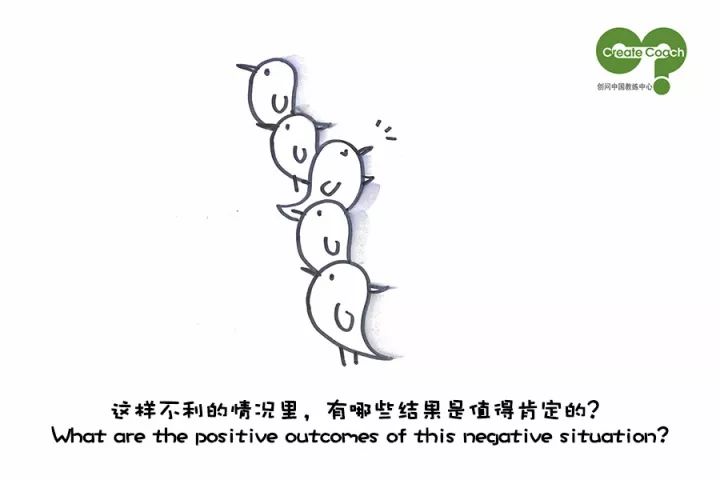 Create Coach
创问中国教练中心
这样不利的情况里，有哪些结果是值得肯定的?
What are the positive outcomes of this negative situation?